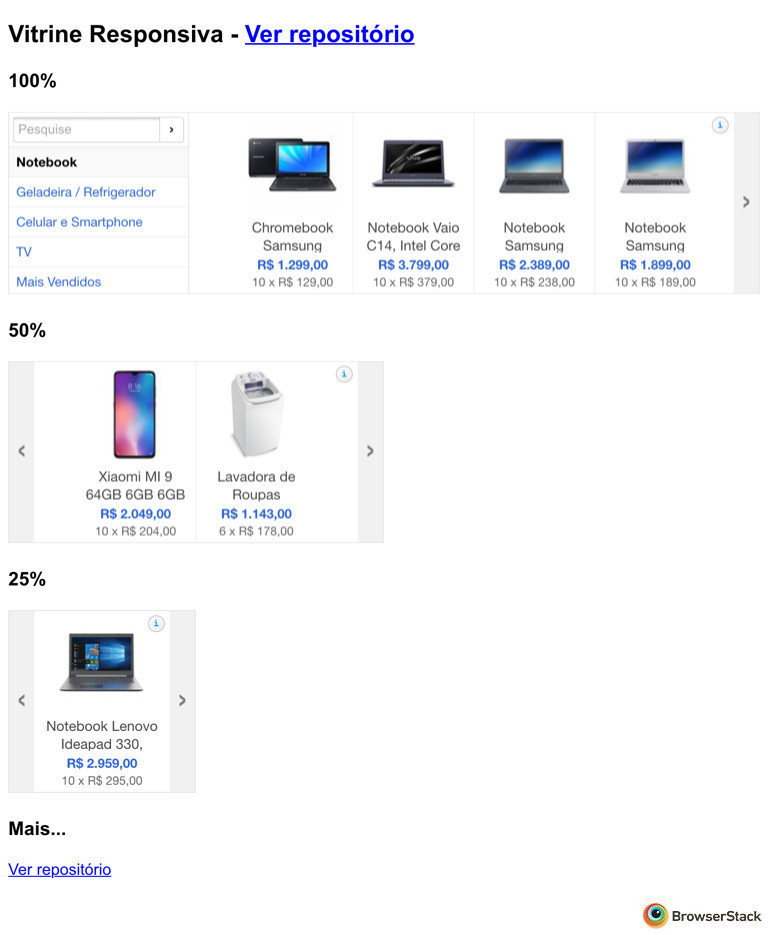 Vitrine Responsiva - Ver repositório
100%
Pesquise
Notebook
Geladeira / Refrigerador
Celular e Smartphone
TV
Mais Vendidos
Chromebook
Samsung
R$ 1.299,00
10 x R$ 129,00
Notebook Vaio
C14, Intel Core
R$ 3.799,00
10 x R$ 379,00
Notebook
Samsung
R$ 2.389,00
10 x R$ 238,00
Notebook
Samsung
R$ 1.899,00
10 x R$ 189,00
i
50%
Xiaomi MI 9
64GB 6GB 6GB
R$ 2.049,00
10 x R$ 204,00
Lavadora de
Roupas
R$ 1.143,00
6 x R$ 178,00
i
25%
i
Notebook Lenovo
Ideapad 330,
R$ 2.959,00
10 x R$ 295,00
Mais...
Ver repositório
BrowserStack